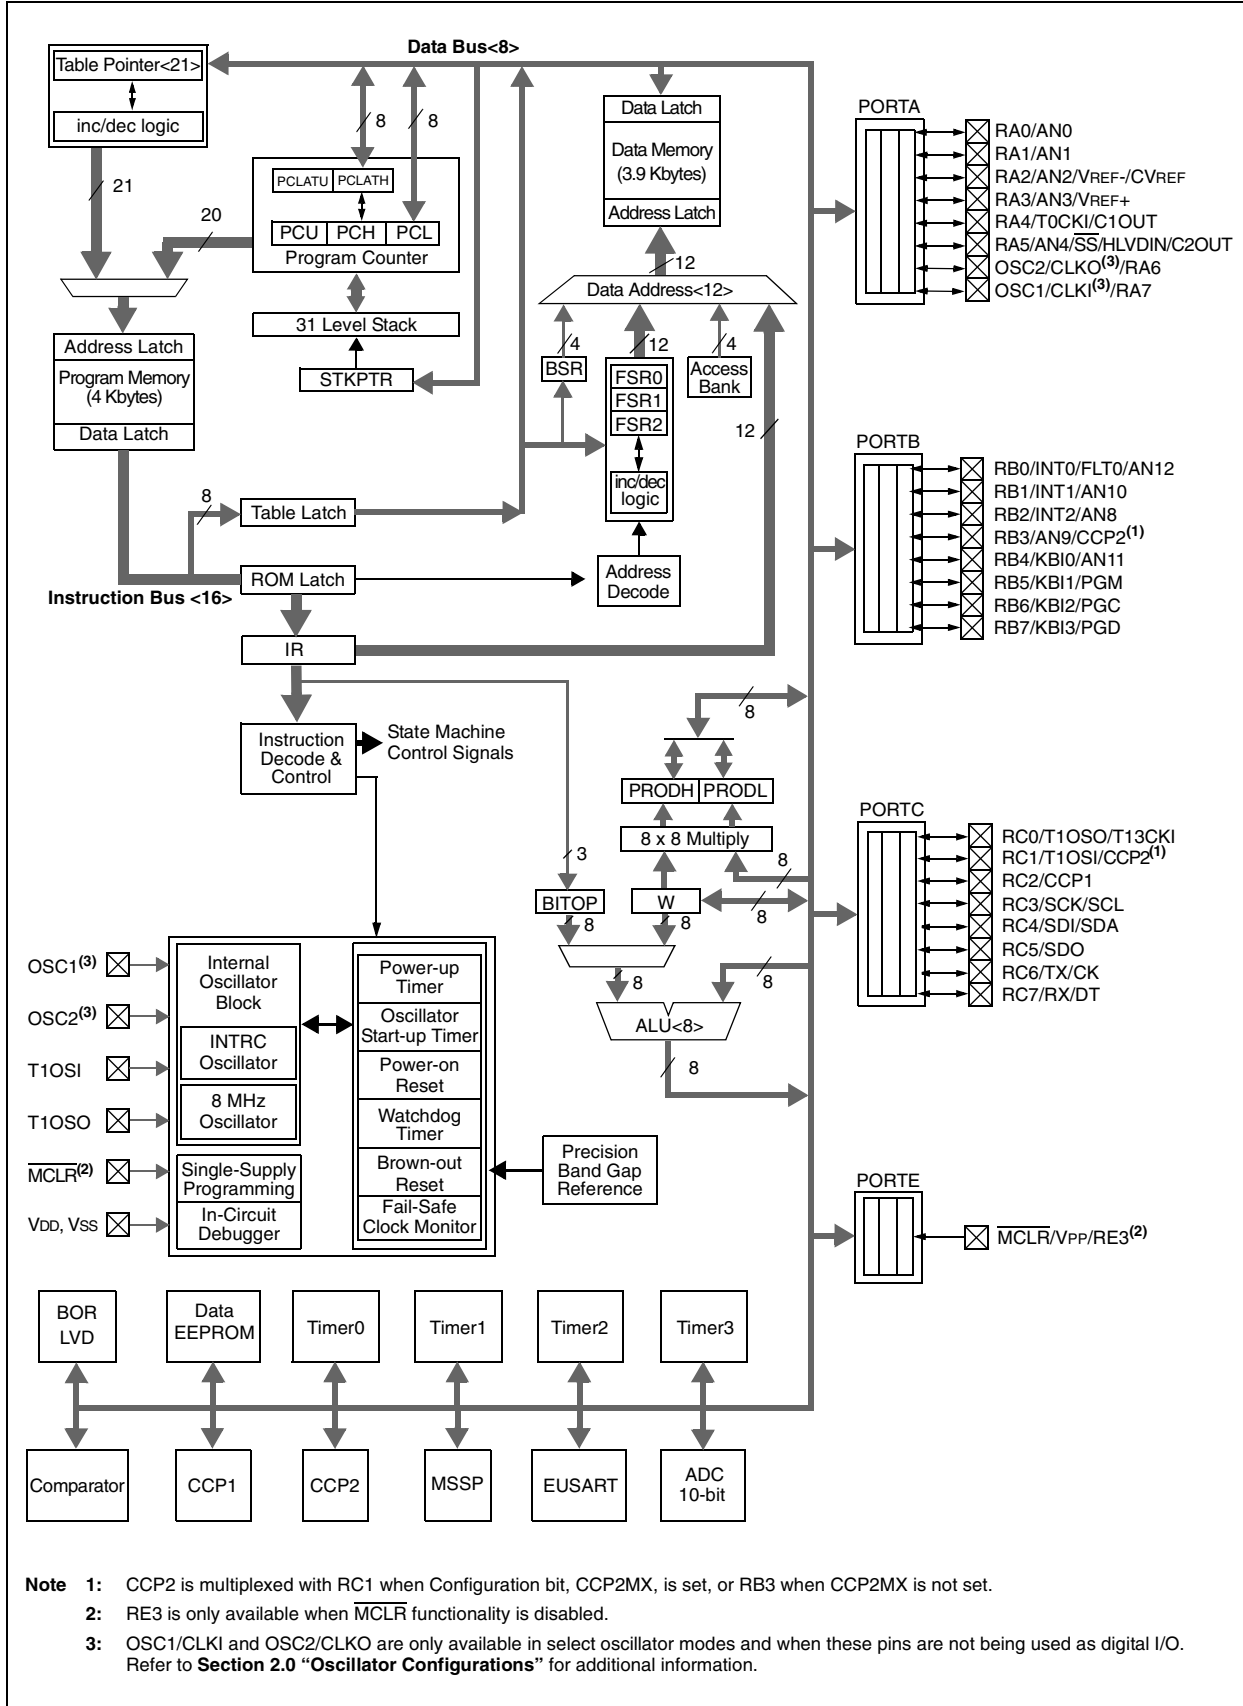 Data Bus<8>
Table Pointer<21>
inc/dec logic
21
20
8
8
PCLATU PCLATH
PCU PCH PCL
Program Counter
31 Level Stack
STKPTR
Address Latch
Program Memory
(4 Kbytes)
Data Latch
8
Table Latch
ROM Latch
Instruction Bus <16>
IR
Instruction
Decode &
Control
State Machine
Control Signals
Data Latch
Data Memory
(3.9 Kbytes)
Address Latch
12
Data Address<12>
4
12
4
BSR
FSR0
FSR1
FSR2
inc/dec
logic
Access
Bank
12
Address
Decode
8
PRODH PRODL
8 x 8 Multiply
8
3
BITOP
W
8
8
8
8
8
ALU<8>
8
PORTA
RA0/AN0
RA1/AN1
RA2/AN2/VREF-/CVREF
RA3/AN3/VREF+
RA4/T0CKI/C1OUT
RA5/AN4/SS/HLVDIN/C2OUT
OSC2/CLKO(3)/RA6
OSC1/CLKI(3)/RA7
PORTB
RB0/INT0/FLT0/AN12
RB1/INT1/AN10
RB2/INT2/AN8
RB3/AN9/CCP2(1)
RB4/KBI0/AN11
RB5/KBI1/PGM
RB6/KBI2/PGC
RB7/KBI3/PGD
PORTC
RC0/T1OSO/T13CKI
RC1/T1OSI/CCP2(1)
RC2/CCP1
RC3/SCK/SCL
RC4/SDI/SDA
RC5/SDO
RC6/TX/CK
RC7/RX/DT
PORTE
MCLR/VPP/RE3(2)
OSC1(3)
OSC2(3)
T1OSI
T1OSO
MCLR(2)
VDD, VSS
Internal
Oscillator
Block
INTRC
Oscillator
8 MHz
Oscillator
Single-Supply
Programming
In-Circuit
Debugger
Power-up
Timer
Oscillator
Start-up Timer
Power-on
Reset
Watchdog
Timer
Brown-out
Reset
Fail-Safe
Clock Monitor
Precision
Band Gap
Reference
BOR
LVD
Data
EEPROM
Timer0
Timer1
Timer2
Timer3
Comparator
CCP1
CCP2
MSSP
EUSART
ADC
10-bit
Note 1: CCP2 is multiplexed with RC1 when Configuration bit, CCP2MX, is set, or RB3 when CCP2MX is not set.
2: RE3 is only available when MCLR functionality is disabled.
3: OSC1/CLKI and OSC2/CLKO are only available in select oscillator modes and when these pins are not being used as digital I/O.
Refer to Section 2.0 “Oscillator Configurations” for additional information.